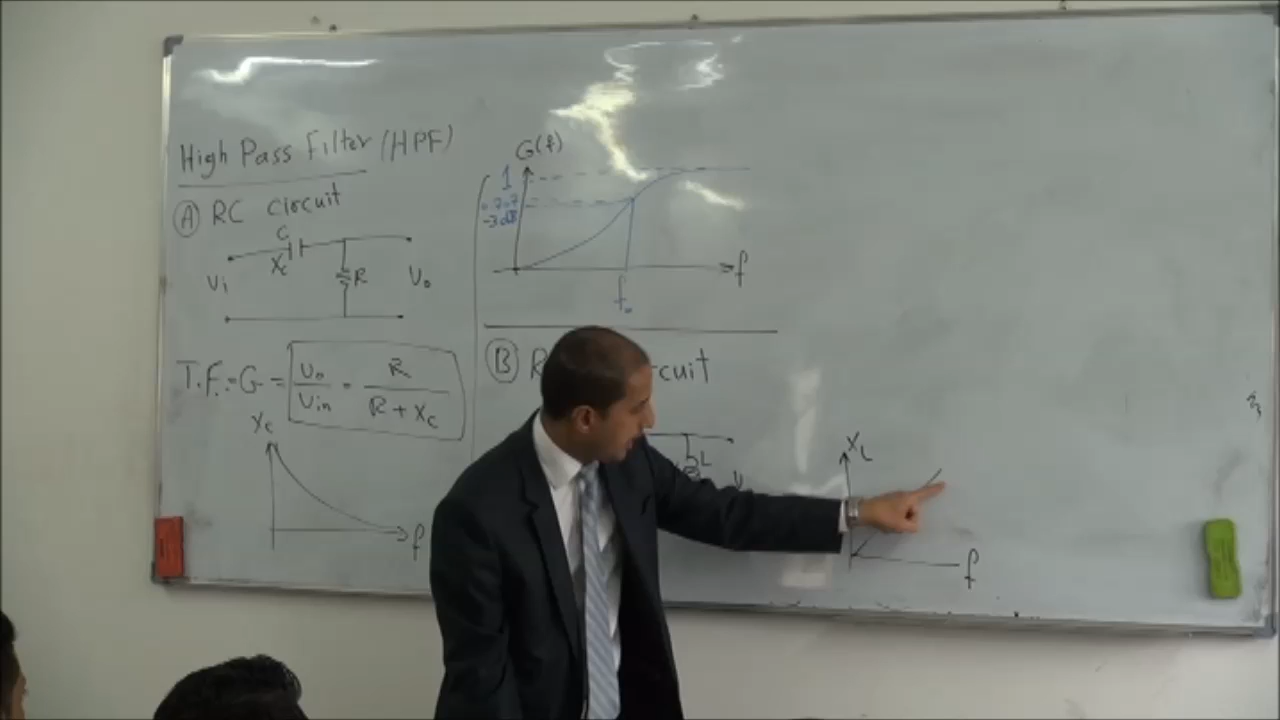 High Pass Filter (HPF)
A RC circuit
C
Xc
R
Vi
Vo
T.F. = G = Vo / Vin = R / R + Xc
Xc
f
G(f)
1
0.707
-3dB
f
fo
B
L
XL
f